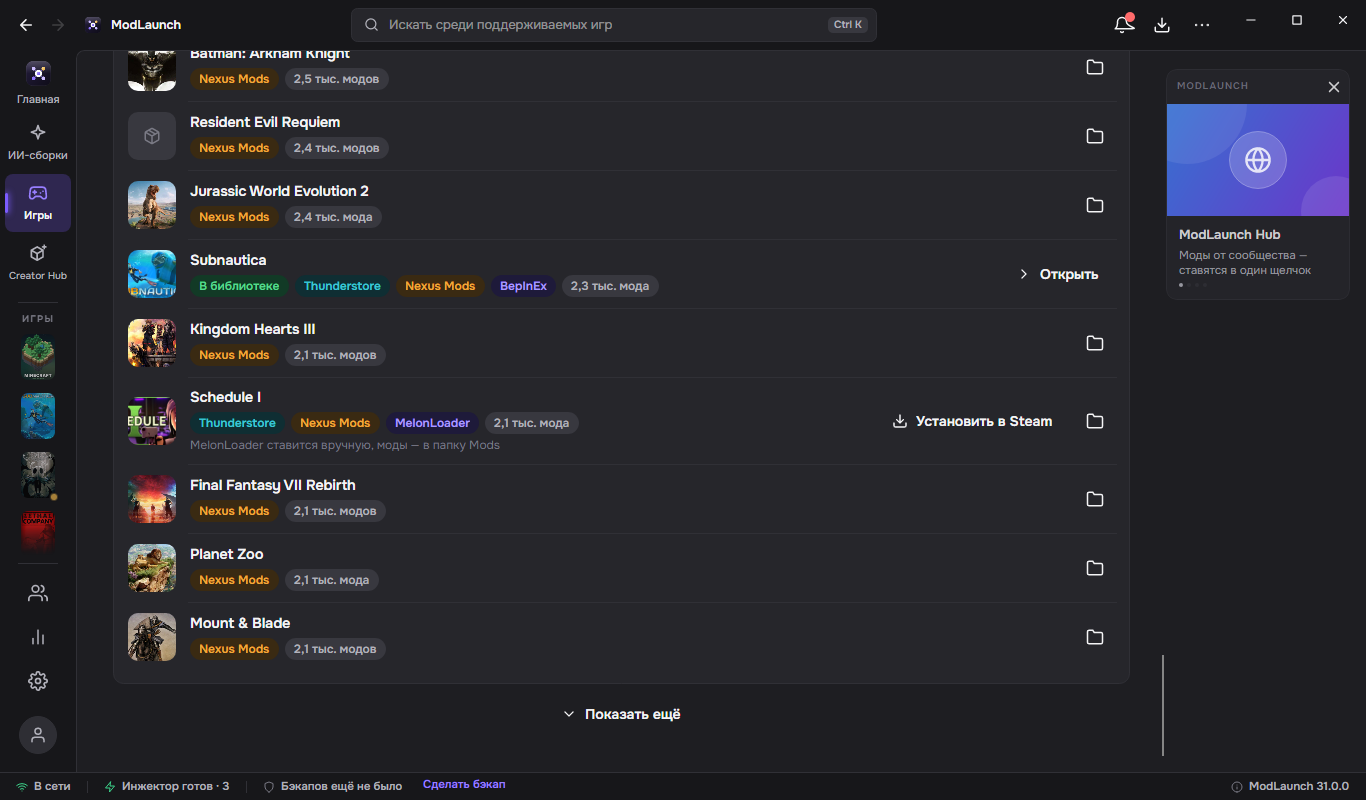 ModLaunch
Искать среди поддерживаемых игр
Ctrl K
Главная
ИИ-сборки
Игры
Creator Hub
ИГРЫ
MINECRAFT
Batman: Arkham Knight
Nexus Mods
2,5 тыс. модов
Resident Evil Requiem
Nexus Mods
2,4 тыс. модов
Jurassic World Evolution 2
Nexus Mods
2,4 тыс. мода
Subnautica
В библиотеке
Thunderstore
Nexus Mods
BepInEx
2,3 тыс. мода
Открыть
Kingdom Hearts III
Nexus Mods
2,1 тыс. модов
Schedule I
Thunderstore
Nexus Mods
MelonLoader
2,1 тыс. мода
MelonLoader ставится вручную, моды — в папку Mods
Установить в Steam
EDULE
Final Fantasy VII Rebirth
Nexus Mods
2,1 тыс. модов
Planet Zoo
Nexus Mods
2,1 тыс. мода
Mount & Blade
Nexus Mods
2,1 тыс. модов
Показать ещё
MODLAUNCH
ModLaunch Hub
Моды от сообщества —
ставятся в один щелчок
В сети
Инжектор готов · 3
Бэкапов ещё не было
Сделать бэкап
ModLaunch 31.0.0